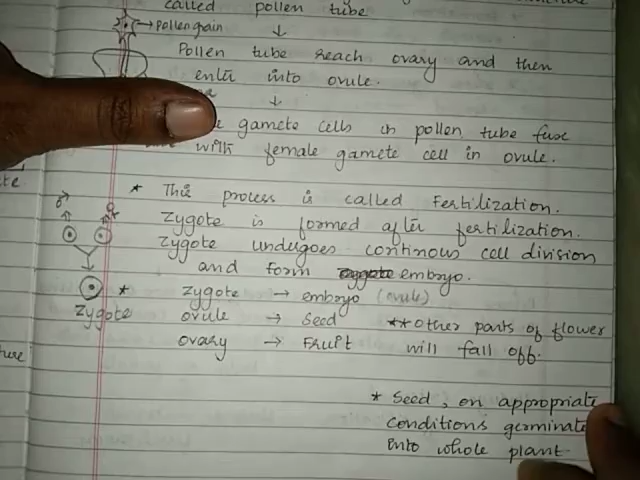 called pollen tube
→ Pollen gain ↓
Pollen tube reach ovary and then
enter into ovule.
↓
gamete cells in pollen tube fuse
with female gamete cell in ovule.
* This process is called Fertilization.
Zygote is formed after fertilization.
Zygote undergoes continous cell division
and form embryo.
* zygote → embryo (ovule)
Zygote
ovule → Seed
**Other parts of flower
ovary → FRUIT
will fall off.
* Seed, on appropriate
conditions germinate
into whole plant.